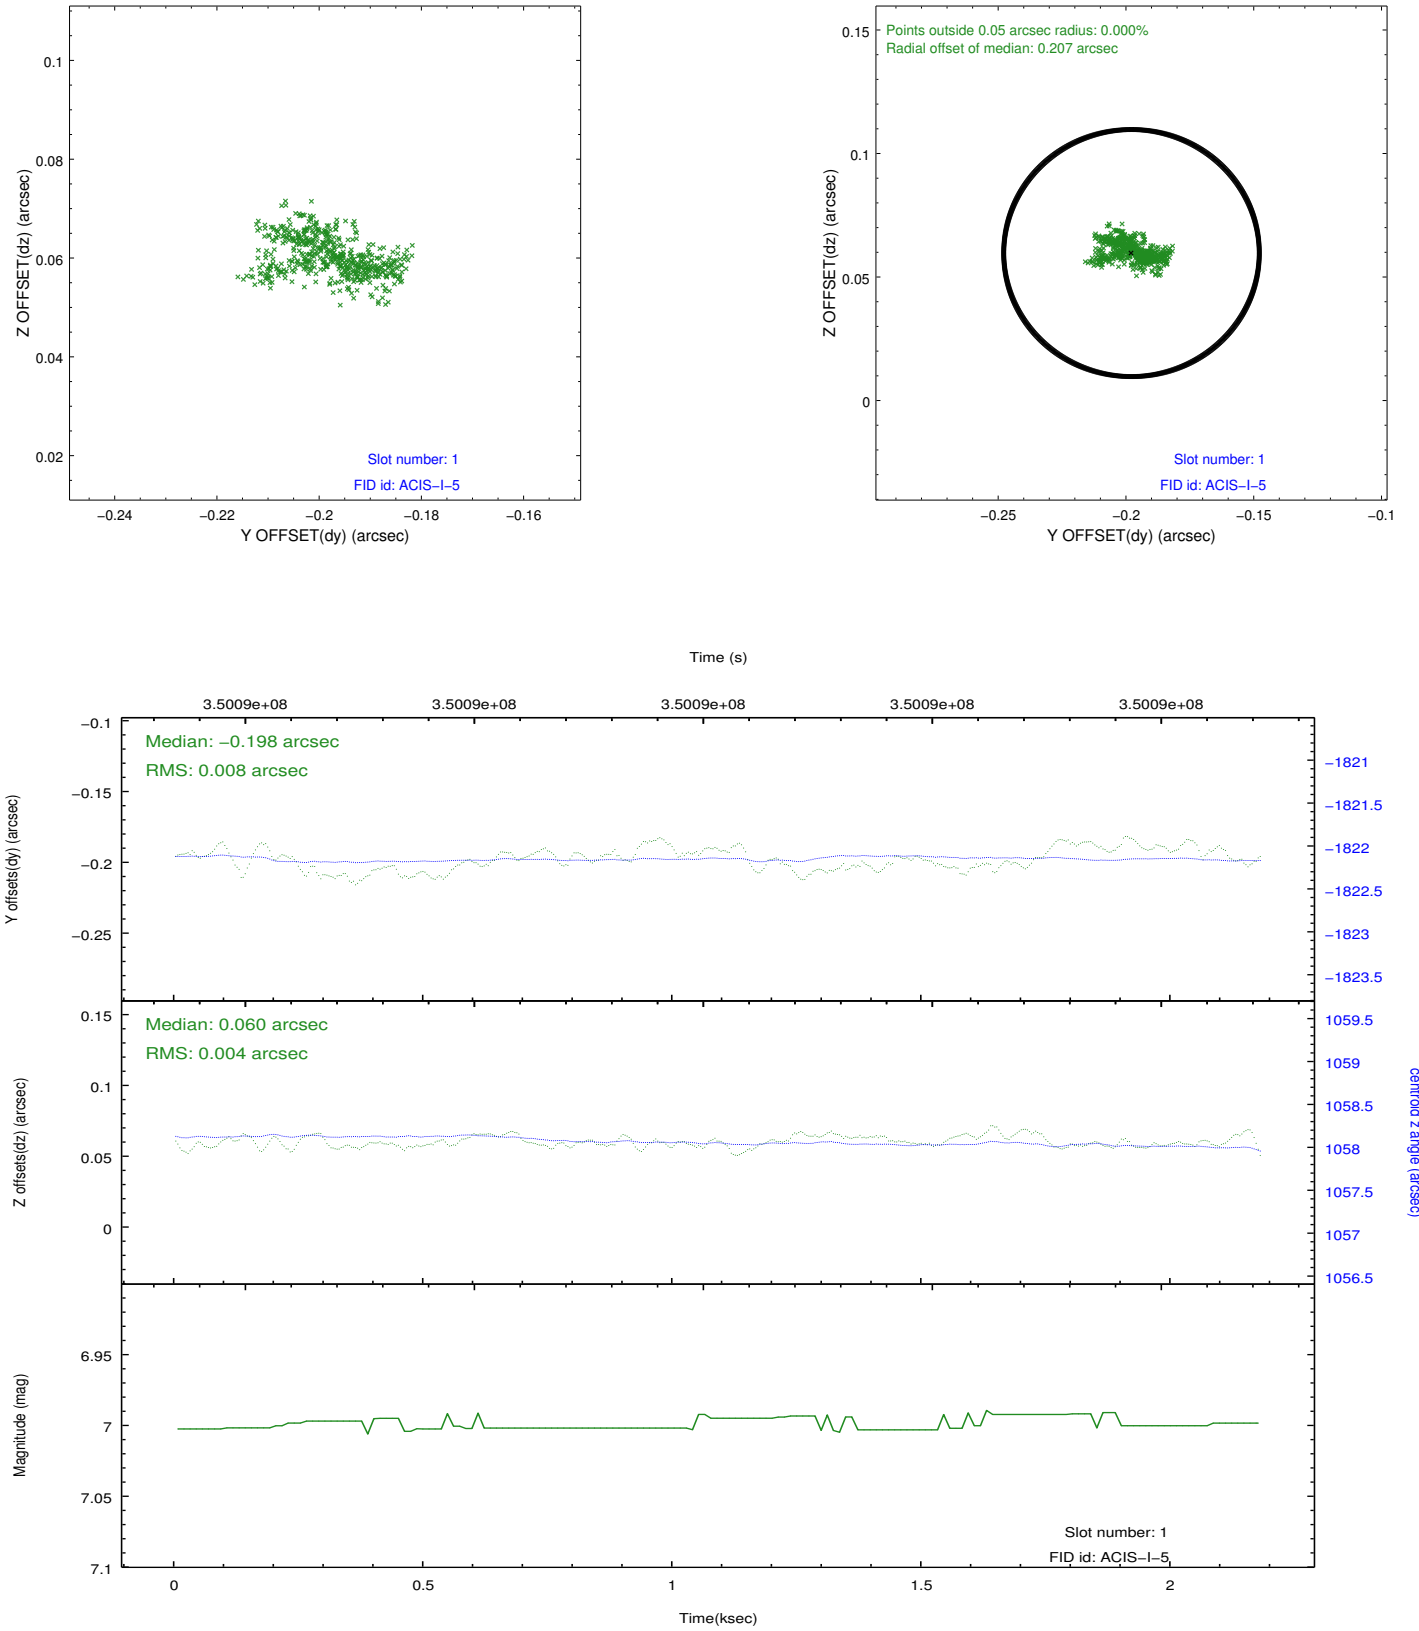 0.1
0.08
0.06
0.04
0.02
Z OFFSET(dz) (arcsec)
Slot number: 1
FID id: ACIS−I−5
−0.24 −0.22 −0.2 −0.18 −0.16
Y OFFSET(dy) (arcsec)
Points outside 0.05 arcsec radius: 0.000%
Radial offset of median: 0.207 arcsec
0.15
0.1
0.05
0
Z OFFSET(dz) (arcsec)
Slot number: 1
FID id: ACIS−I−5
−0.25 −0.2 −0.15 −0.1
Y OFFSET(dy) (arcsec)
Time (s)
3.5009e+08 3.5009e+08 3.5009e+08 3.5009e+08 3.5009e+08
Median: −0.198 arcsec
RMS: 0.008 arcsec
−0.1
−0.15
−0.2
−0.25
Y offsets(dy) (arcsec)
−1821
−1821.5
−1822
−1822.5
−1823
−1823.5
Median: 0.060 arcsec
RMS: 0.004 arcsec
0.15
0.1
0.05
0
Z offsets(dz) (arcsec)
1059.5
1059
1058.5
1058
1057.5
1057
1056.5
centroid z angle (arcsec)
6.95
7
7.05
7.1
Magnitude (mag)
Slot number: 1
FID id: ACIS−I−5
0 0.5 1 1.5 2
Time(ksec)